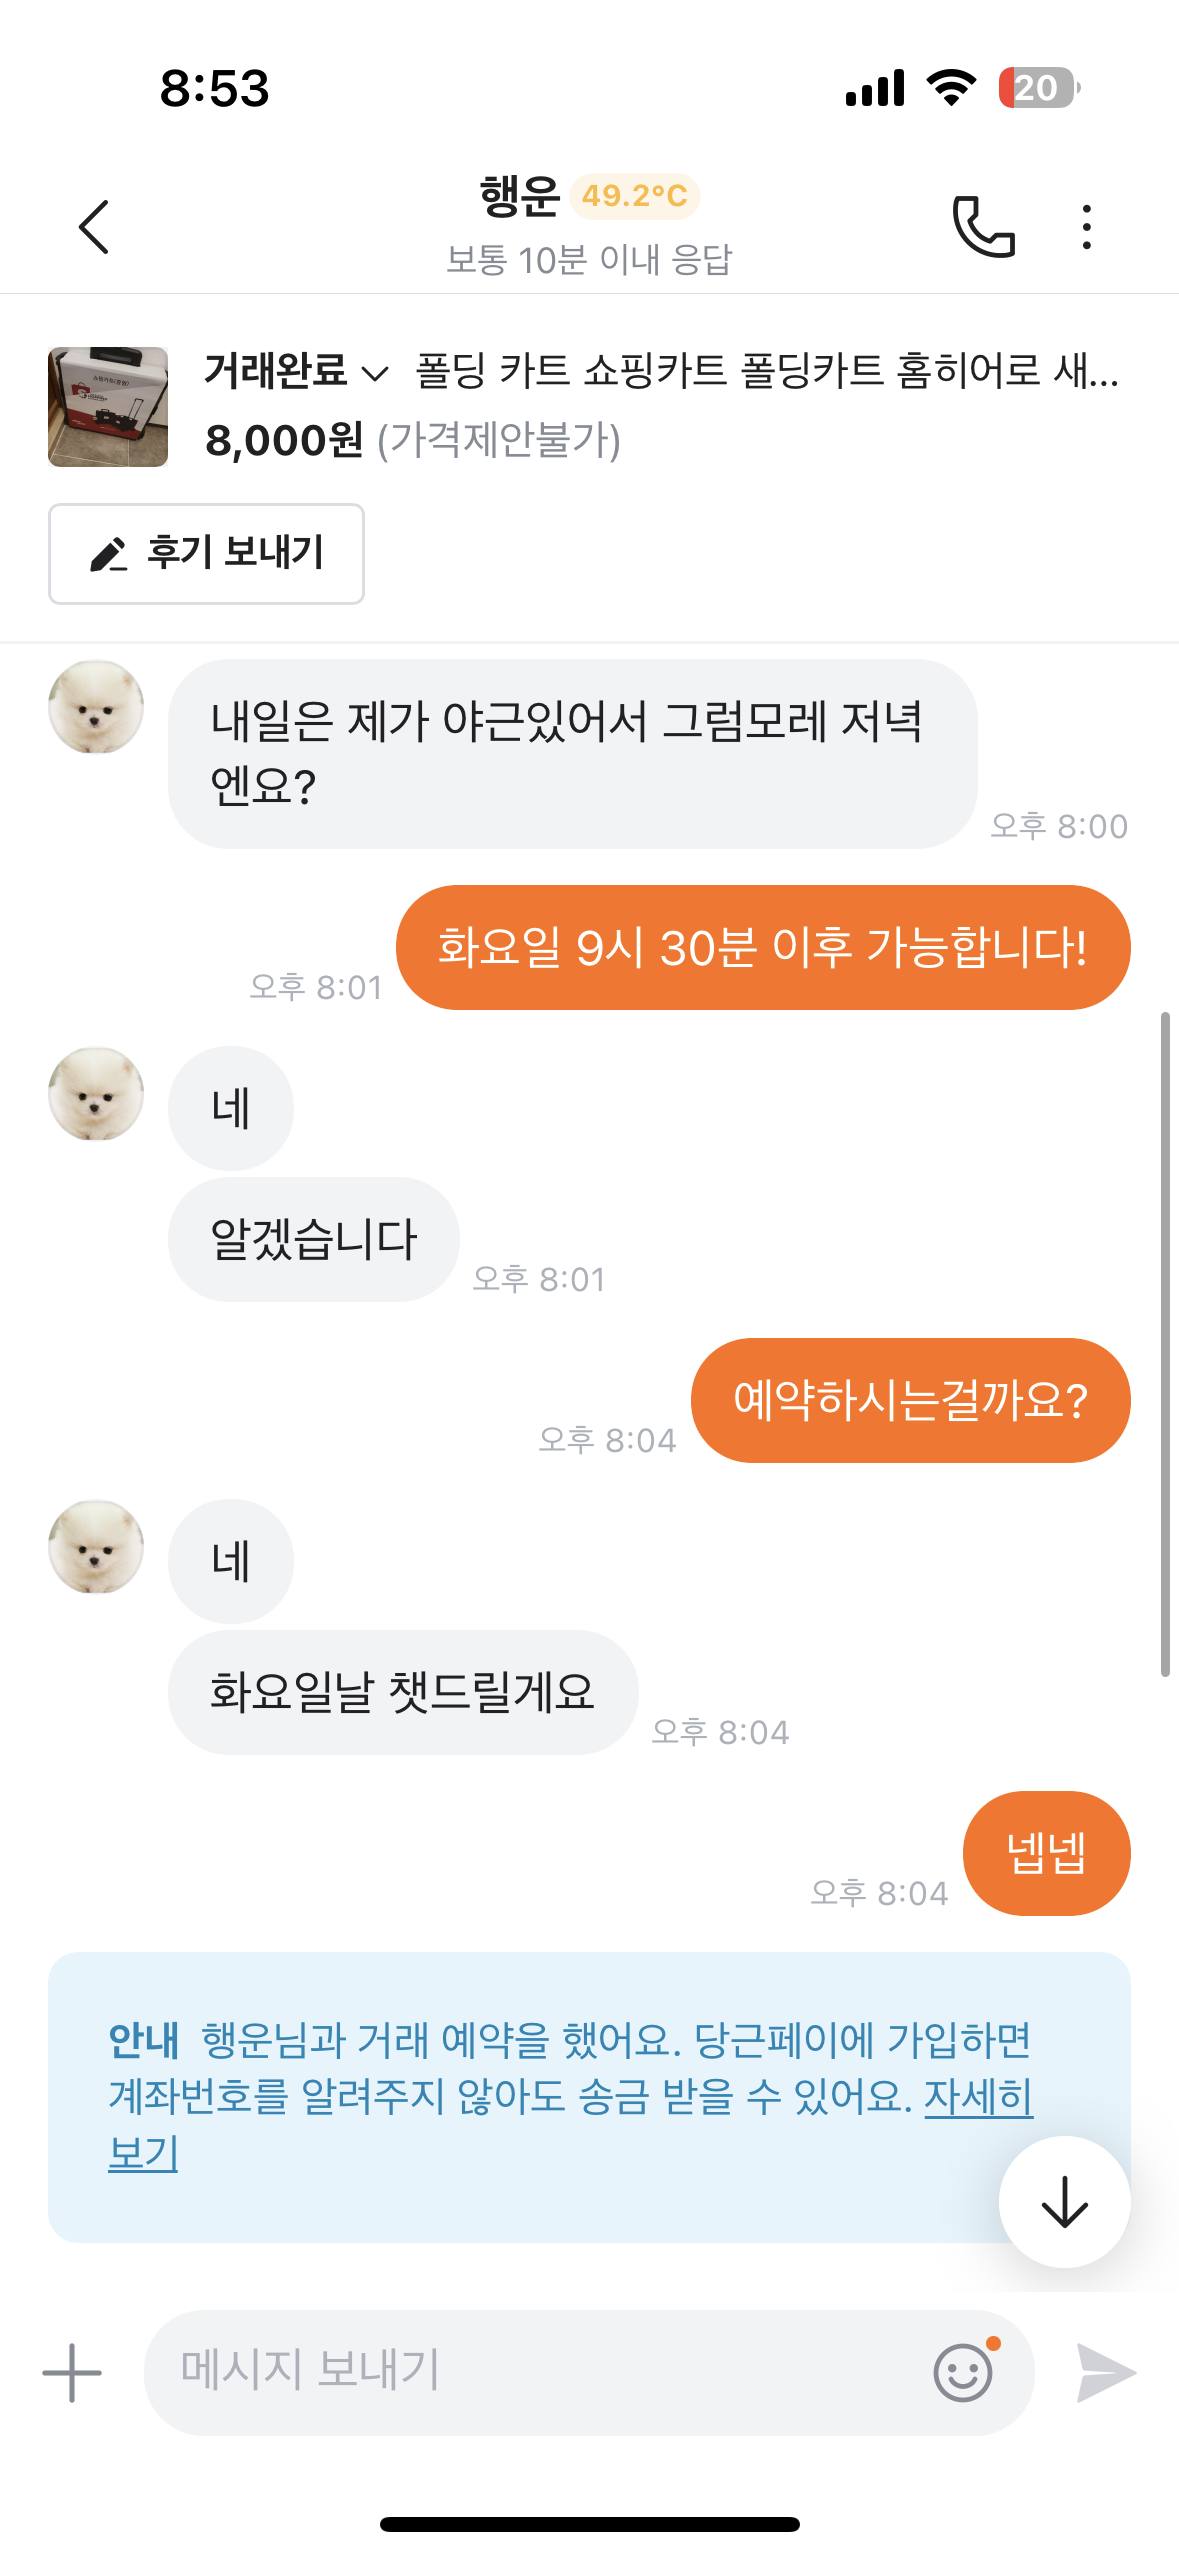 8:53
20
행운 49.2°C
보통 10분 이내 응답
거래완료 폴딩 카트 쇼핑카트 폴딩카트 홈히어로 새...
8,000원 (가격제안불가)
쇼핑카트(중형)
후기 보내기
내일은 제가 야근있어서 그럼모레 저녁
엔요?
오후 8:00
화요일 9시 30분 이후 가능합니다!
오후 8:01
네
알겠습니다
오후 8:01
예약하시는걸까요?
오후 8:04
네
화요일날 챗드릴게요
오후 8:04
넵넵
오후 8:04
안내 행운님과 거래 예약을 했어요. 당근페이에 가입하면
계좌번호를 알려주지 않아도 송금 받을 수 있어요. 자세히
보기
메시지 보내기